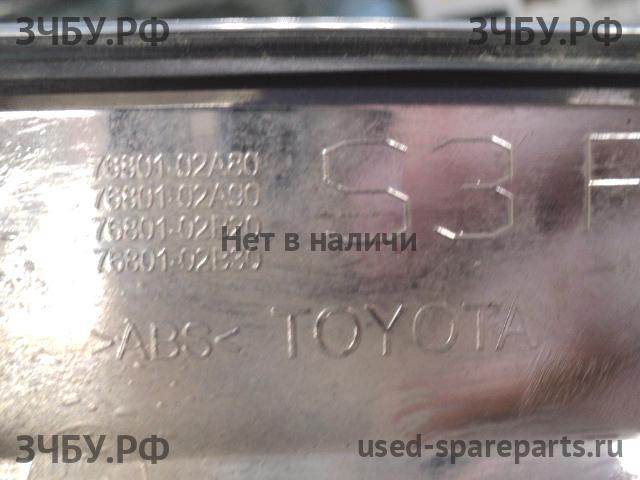 ЗЧБУ.РФ ЗЧБУ.РФ
76801-02A80 S3
76801-02A90
76801-02B20
76801-02B30
Нет в наличи
>ABS< TOYOTA
ЗЧБУ.РФ used-spareparts.ru